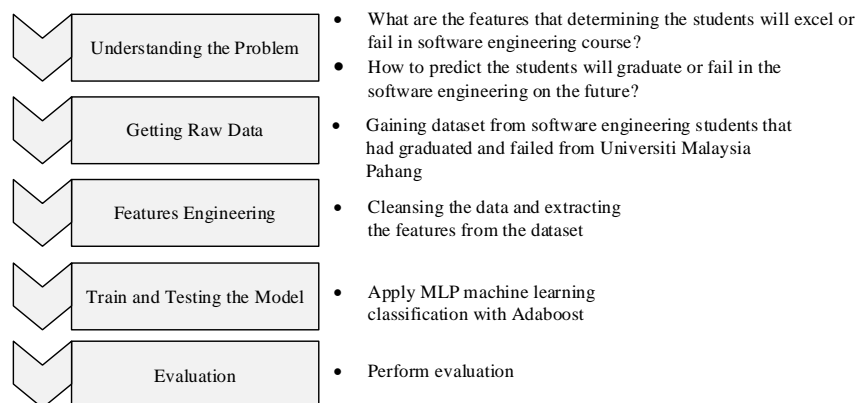 Understanding the Problem
• What are the features that determining the students will excel or
fail in software engineering course?
• How to predict the students will graduate or fail in the
software engineering on the future?
Getting Raw Data
• Gaining dataset from software engineering students that
had graduated and failed from Universiti Malaysia
Pahang
Features Engineering
• Cleansing the data and extracting
the features from the dataset
Train and Testing the Model
• Apply MLP machine learning
classification with Adaboost
Evaluation
• Perform evaluation